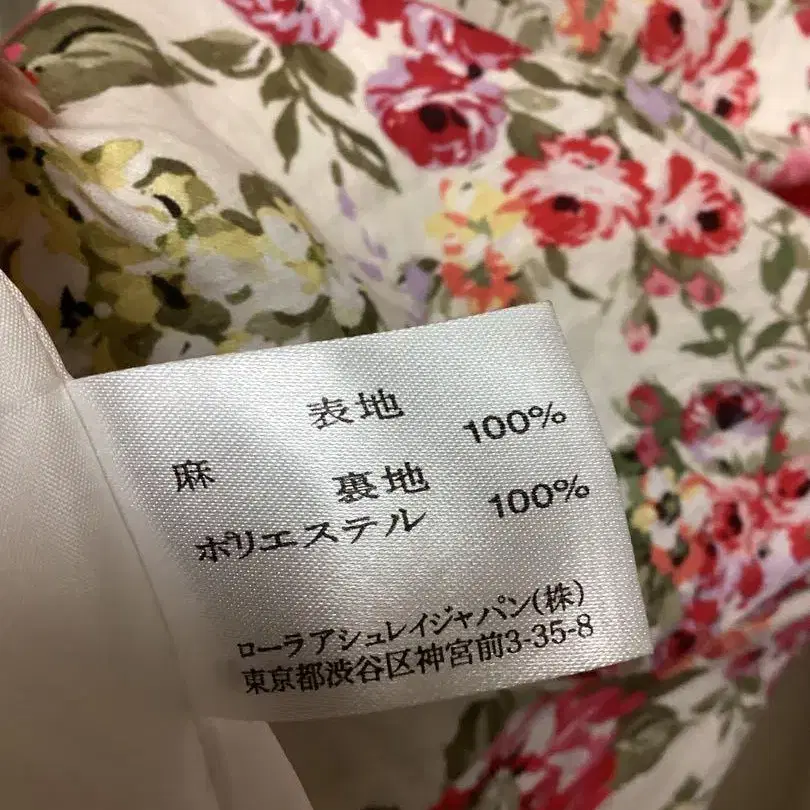 表地
麻 100%
裏地
ポリエステル 100%
ローラ アシュレイジャパン(株)
東京都渋谷区神宮前3-35-8